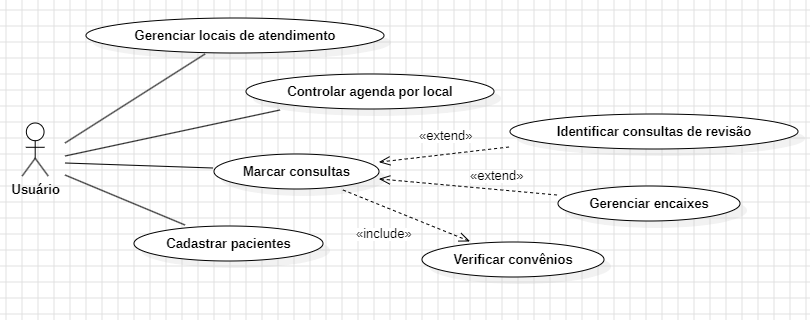 Gerenciar locais de atendimento
Controlar agenda por local
«extend»
Identificar consultas de revisão
Marcar consultas
«extend»
Usuário
Gerenciar encaixes
«include»
Cadastrar pacientes
Verificar convênios